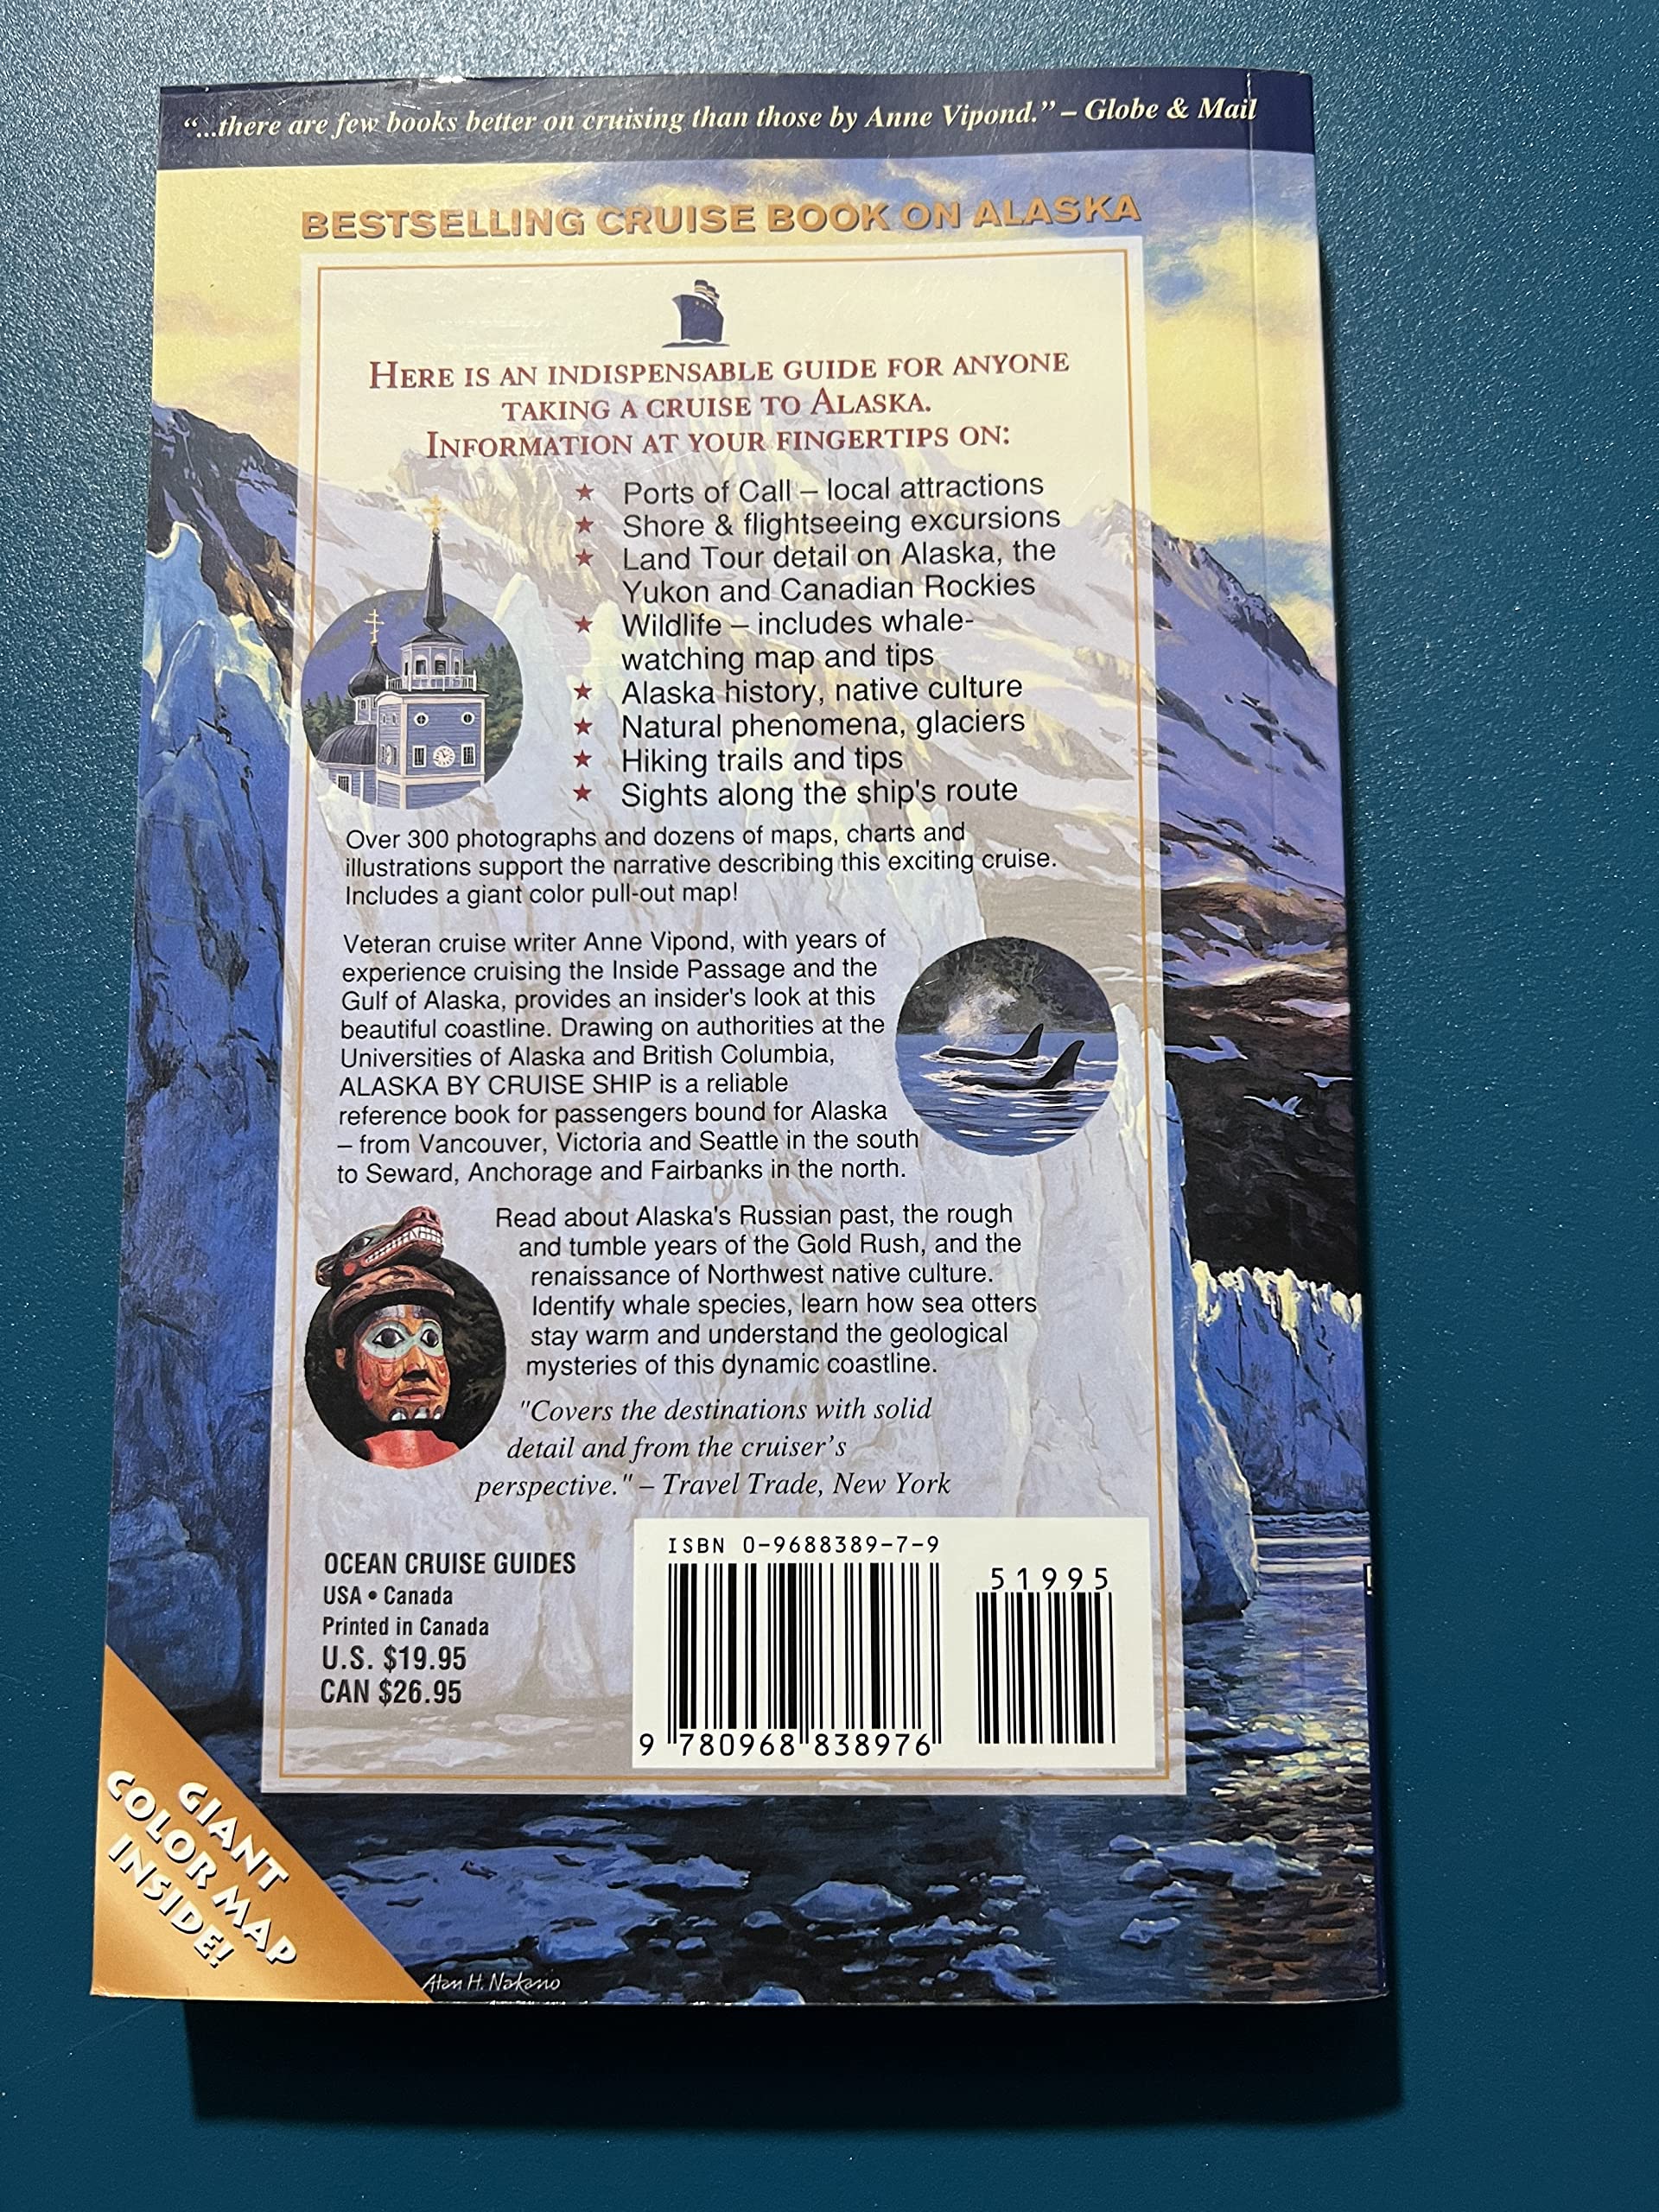 “...there are few books better on cruising than those by Anne Vipond.” – Globe & Mail
BESTSELLING CRUISE BOOK ON ALASKA
HERE IS AN INDISPENSABLE GUIDE FOR ANYONE
TAKING A CRUISE TO ALASKA.
INFORMATION AT YOUR FINGERTIPS ON:
★ Ports of Call – local attractions
★ Shore & flightseeing excursions
★ Land Tour detail on Alaska, the
Yukon and Canadian Rockies
★ Wildlife – includes whale-
watching map and tips
★ Alaska history, native culture
★ Natural phenomena, glaciers
★ Hiking trails and tips
★ Sights along the ship's route
Over 300 photographs and dozens of maps, charts and
illustrations support the narrative describing this exciting cruise.
Includes a giant color pull-out map!
Veteran cruise writer Anne Vipond, with years of
experience cruising the Inside Passage and the
Gulf of Alaska, provides an insider's look at this
beautiful coastline. Drawing on authorities at the
Universities of Alaska and British Columbia,
ALASKA BY CRUISE SHIP is a reliable
reference book for passengers bound for Alaska
– from Vancouver, Victoria and Seattle in the south
to Seward, Anchorage and Fairbanks in the north.
Read about Alaska's Russian past, the rough
and tumble years of the Gold Rush, and the
renaissance of Northwest native culture.
Identify whale species, learn how sea otters
stay warm and understand the geological
mysteries of this dynamic coastline.
"Covers the destinations with solid
detail and from the cruiser’s
perspective." – Travel Trade, New York
OCEAN CRUISE GUIDES
USA • Canada
Printed in Canada
U.S. $19.95
CAN $26.95
ISBN 0-9688389-7-9
51995
9 780968 838976
GIANT
COLOR MAP
INSIDE!
H.